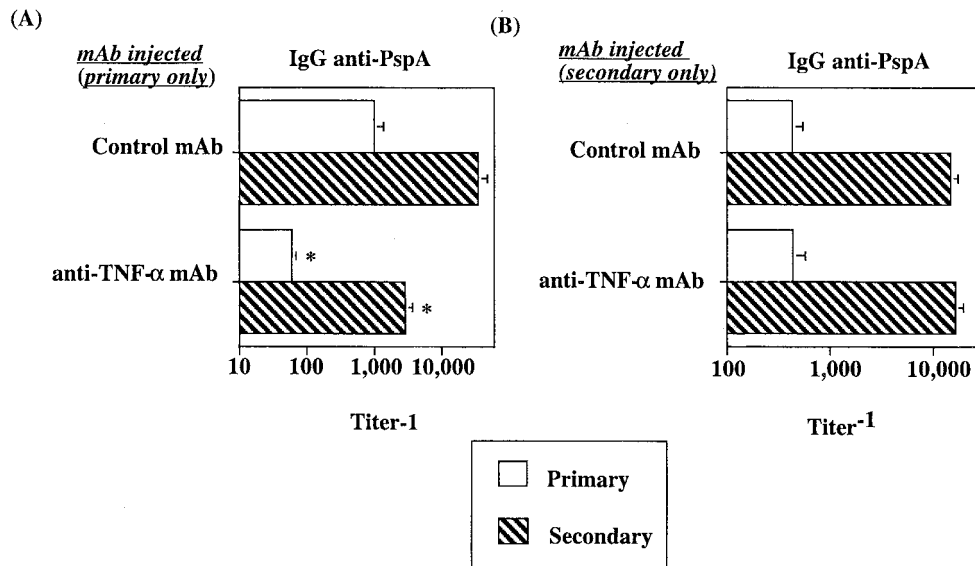 (A)
mAb injected
(primary only)
IgG anti-PspA
Control mAb
*
anti-TNF-α mAb
*
10 100 1,000 10,000
Titer-1
(B)
mAb injected
(secondary only)
IgG anti-PspA
Control mAb
anti-TNF-α mAb
100 1,000 10,000
Titer-1
Primary
Secondary